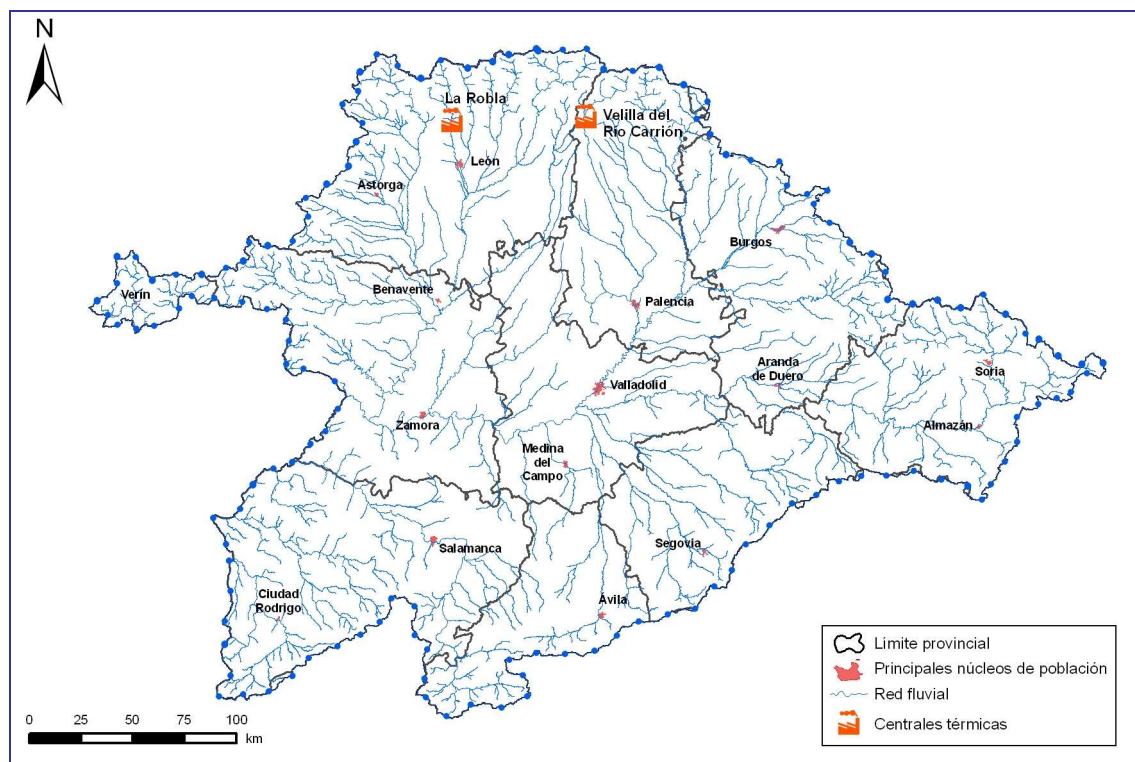 N
La Robla
Velilla del
Río Carrión
León
Astorga
Burgos
Verín
Benavente
Palencia
Aranda
de Duero
Soria
Valladolid
Zamora
Almazán
Medina
del
Campo
Salamanca
Segovia
Ciudad
Rodrigo
Ávila
Límite provincial
Principales núcleos de población
Red fluvial
Centrales térmicas
0 25 50 75 100
km